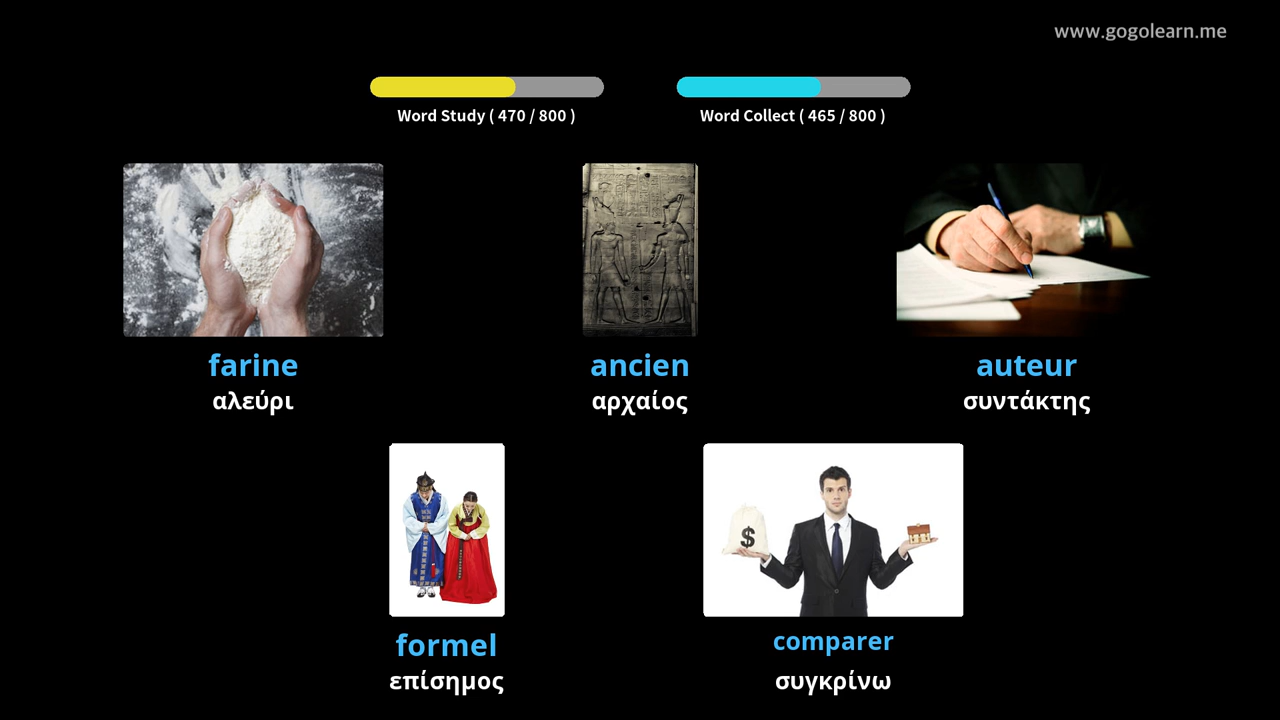 www.gogolearn.me
Word Study ( 470 / 800 )
Word Collect ( 465 / 800 )
farine
αλεύρι
ancien
αρχαίος
auteur
συντάκτης
$
formel
επίσημος
comparer
συγκρίνω